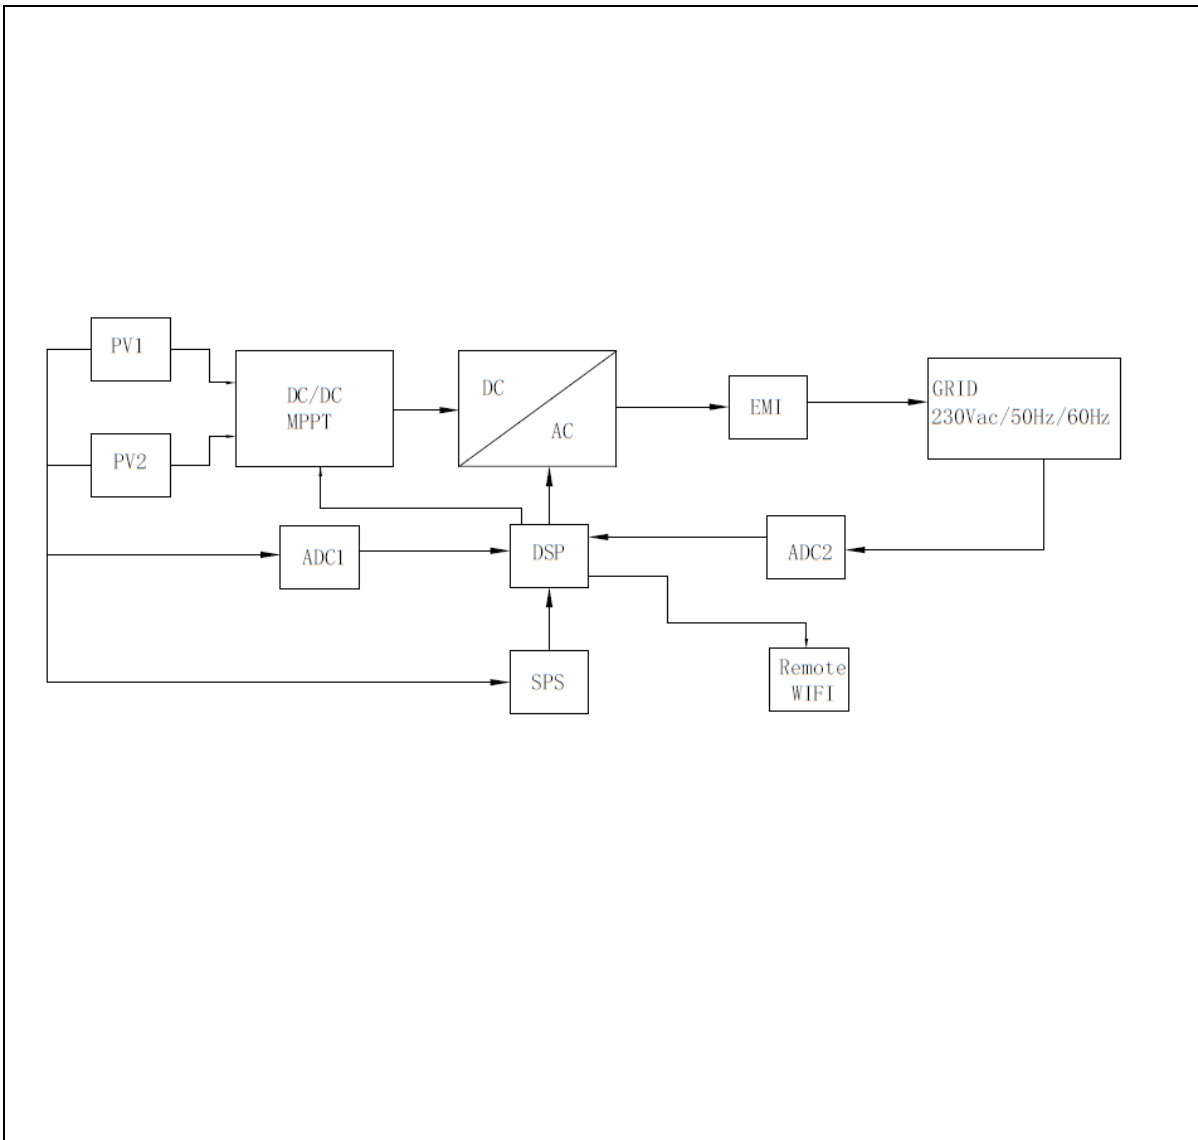 PV1
DC/DC
MPPT
DC
AC
EMI
GRID
230Vac/50Hz/60Hz
PV2
ADC1
DSP
ADC2
SPS
Remote
WIFI